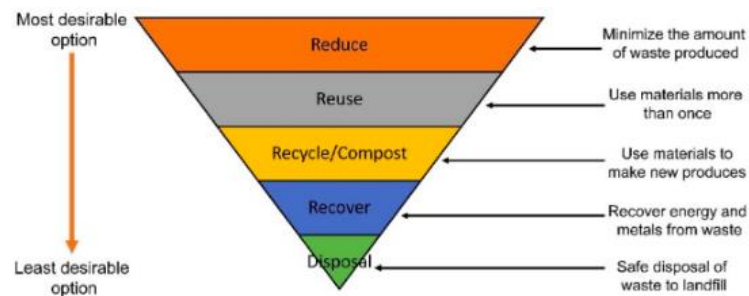 Most desirable
option
Reduce
Minimize the amount
of waste produced
Reuse
Use materials more
than once
Recycle/Compost
Use materials to
make new produces
Recover
Recover energy and
metals from waste
Disposal
Least desirable
option
Safe disposal of
waste to landfill